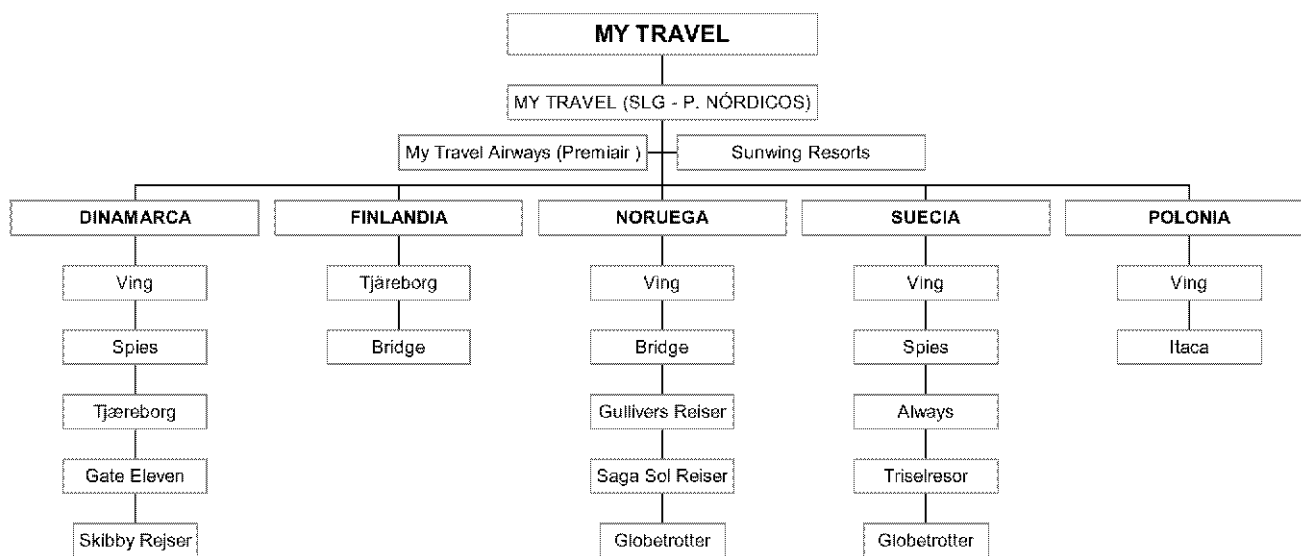 MY TRAVEL
MY TRAVEL (SLG - P. NÓRDICOS)
My Travel Airways (Premiair )
Sunwing Resorts
DINAMARCA
FINLANDIA
NORUEGA
SUECIA
POLONIA
Ving
Tjäreborg
Ving
Ving
Ving
Spies
Bridge
Bridge
Spies
Itaca
Tjæreborg
Gullivers Reiser
Always
Gate Eleven
Saga Sol Reiser
Triselresor
Skibby Rejser
Globetrotter
Globetrotter